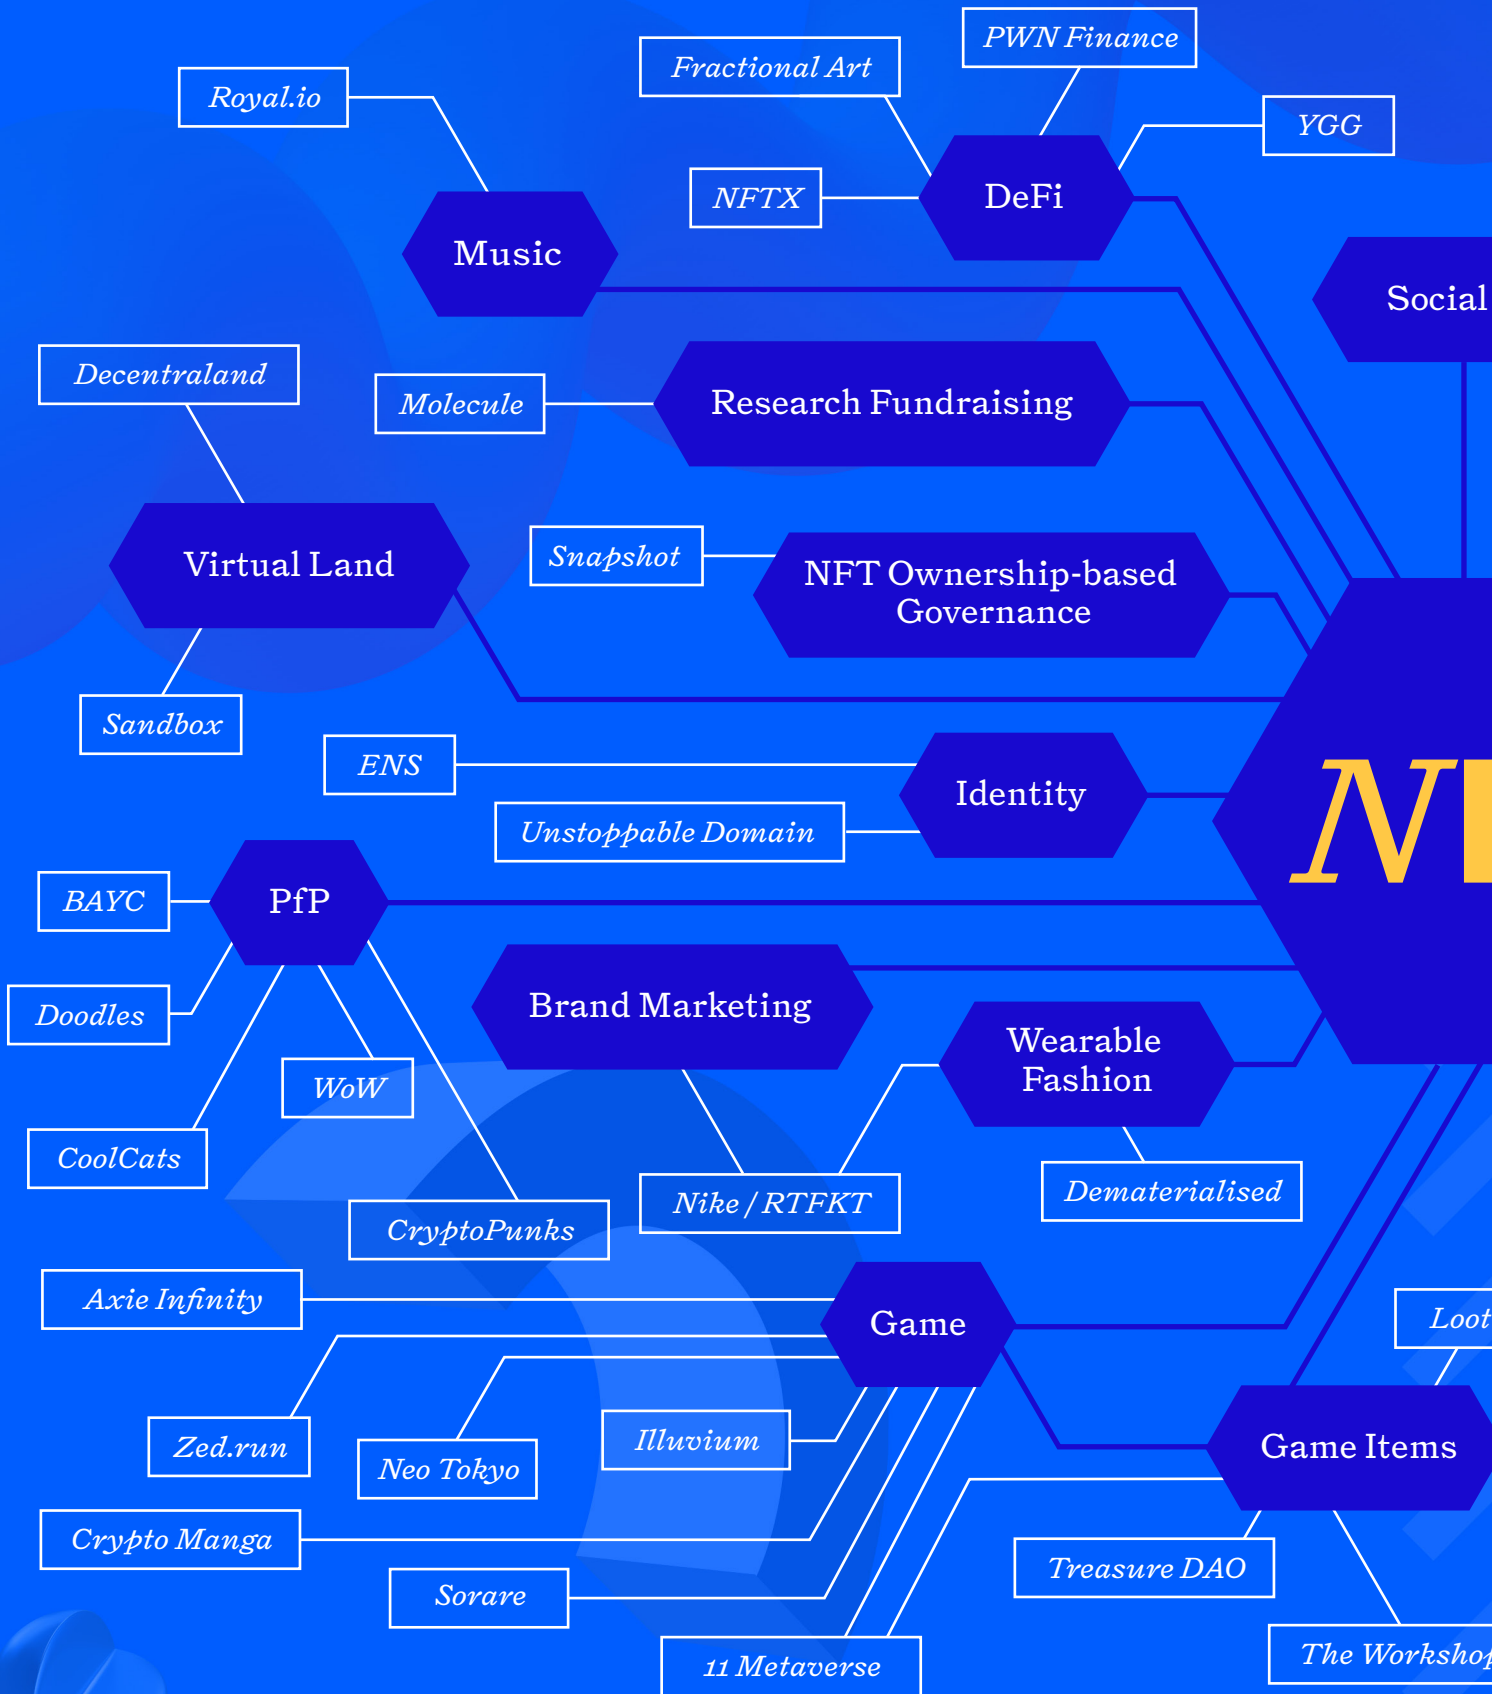 PWN Finance
Fractional Art
Royal.io
YGG
NFTX
DeFi
Music
Social
Decentraland
Molecule
Research Fundraising
Virtual Land
Snapshot
NFT Ownership-based
Governance
Sandbox
ENS
Identity
Unstoppable Domain
N
BAYC
PfP
Doodles
Brand Marketing
Wearable
Fashion
WoW
CoolCats
Nike / RTFKT
Dematerialised
CryptoPunks
Axie Infinity
Game
Loot
Zed.run
Neo Tokyo
Illuvium
Game Items
Crypto Manga
Treasure DAO
Sorare
11 Metaverse
The Workshop